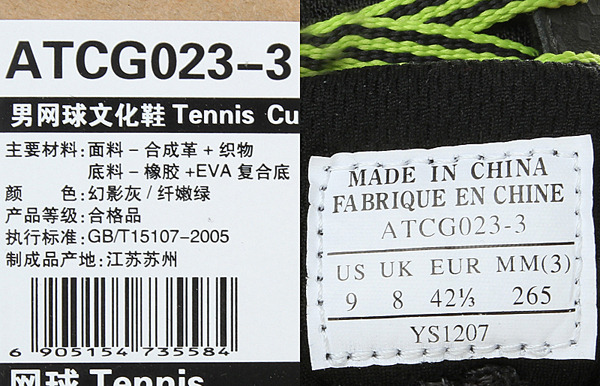 ATCG023-3
男网球文化鞋 Tennis Cu
主要材料: 面料 - 合成革 + 织物
底料 - 橡胶 +EVA 复合底
颜 色: 幻影灰 / 纤嫩绿
产品等级: 合格品
执行标准: GB/T15107-2005
制成品产地: 江苏苏州
6 905154 735584
网球 Tennis
MADE IN CHINA
FABRIQUE EN CHINE
ATCG023-3
US UK EUR MM(3)
9 8 42⅓ 265
YS1207